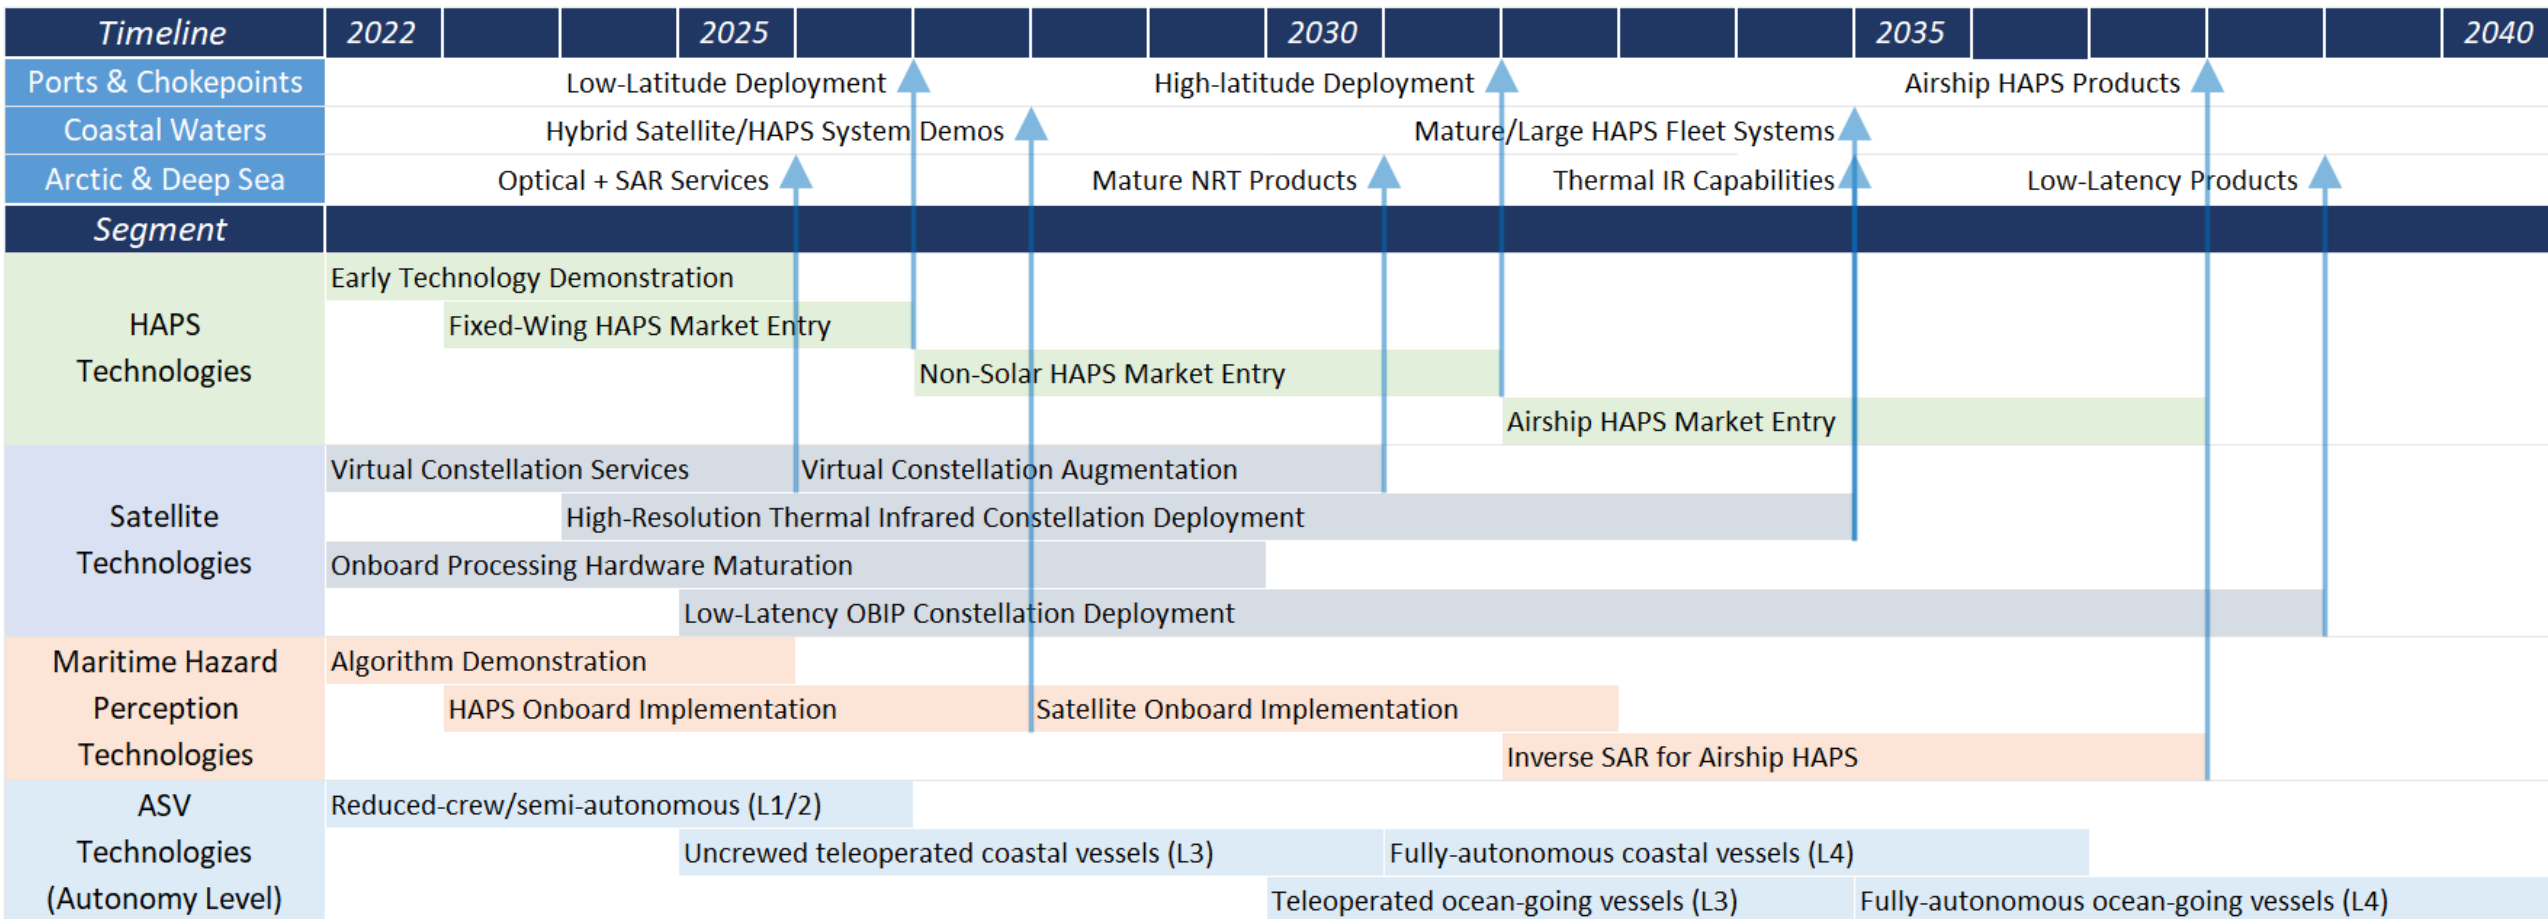 Timeline 2022 2025 2030 2035 2040
Ports & Chokepoints Low-Latitude Deployment High-latitude Deployment Airship HAPS Products
Coastal Waters Hybrid Satellite/HAPS System Demos Mature/Large HAPS Fleet Systems
Arctic & Deep Sea Optical + SAR Services Mature NRT Products Thermal IR Capabilities Low-Latency Products
Segment
HAPS
Technologies
Early Technology Demonstration
Fixed-Wing HAPS Market Entry
Non-Solar HAPS Market Entry
Airship HAPS Market Entry
Satellite
Technologies
Virtual Constellation Services Virtual Constellation Augmentation
High-Resolution Thermal Infrared Constellation Deployment
Onboard Processing Hardware Maturation
Low-Latency OBIP Constellation Deployment
Maritime Hazard
Perception
Technologies
Algorithm Demonstration
HAPS Onboard Implementation Satellite Onboard Implementation
Inverse SAR for Airship HAPS
ASV
Technologies
(Autonomy Level)
Reduced-crew/semi-autonomous (L1/2)
Uncrewed teleoperated coastal vessels (L3) Fully-autonomous coastal vessels (L4)
Teleoperated ocean-going vessels (L3) Fully-autonomous ocean-going vessels (L4)